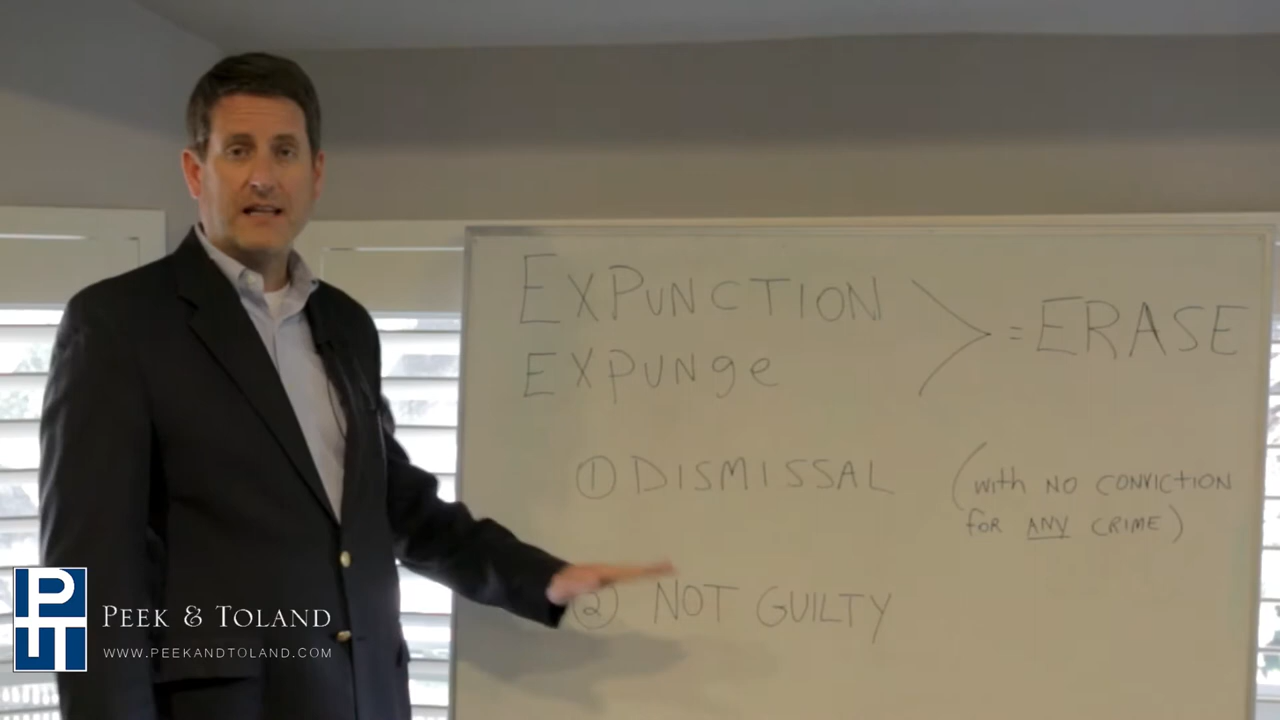 EXPUNCTION
EXPUNge
= ERASE
① DISMISSAL
(with NO CONVICTION
for ANY CRIME)
② NOT GUILTY
PEEK & TOLAND
WWW.PEEKANDTOLAND.COM